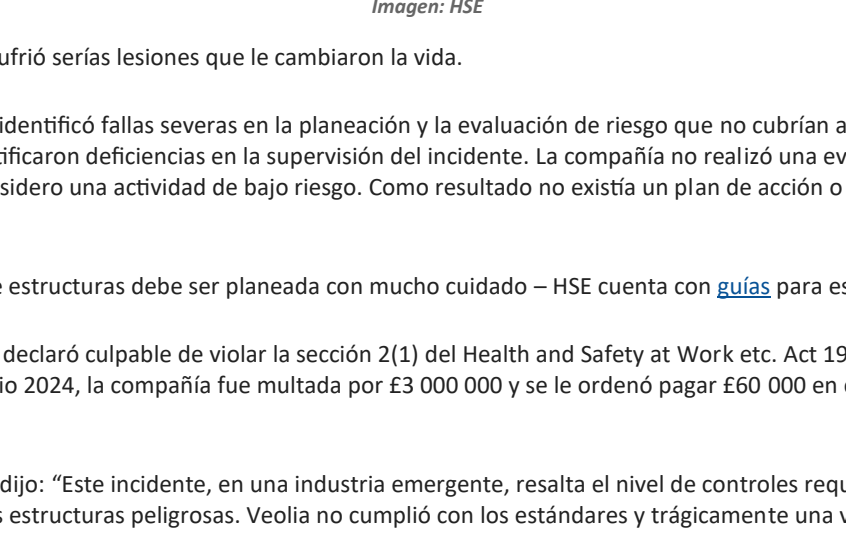 Imagen: HSE
ufrió serías lesiones que le cambiaron la vida.
identificó fallas severas en la planeación y la evaluación de riesgo que no cubrían a
tificaron deficiencias en la supervisión del incidente. La compañía no realizó una ev
sidero una actividad de bajo riesgo. Como resultado no existía un plan de acción o
e estructuras debe ser planeada con mucho cuidado – HSE cuenta con guías para es
declaró culpable de violar la sección 2(1) del Health and Safety at Work etc. Act 19
io 2024, la compañía fue multada por £3 000 000 y se le ordenó pagar £60 000 en
dijo: “Este incidente, en una industria emergente, resalta el nivel de controles requ
s estructuras peligrosas. Veolia no cumplió con los estándares y trágicamente una v